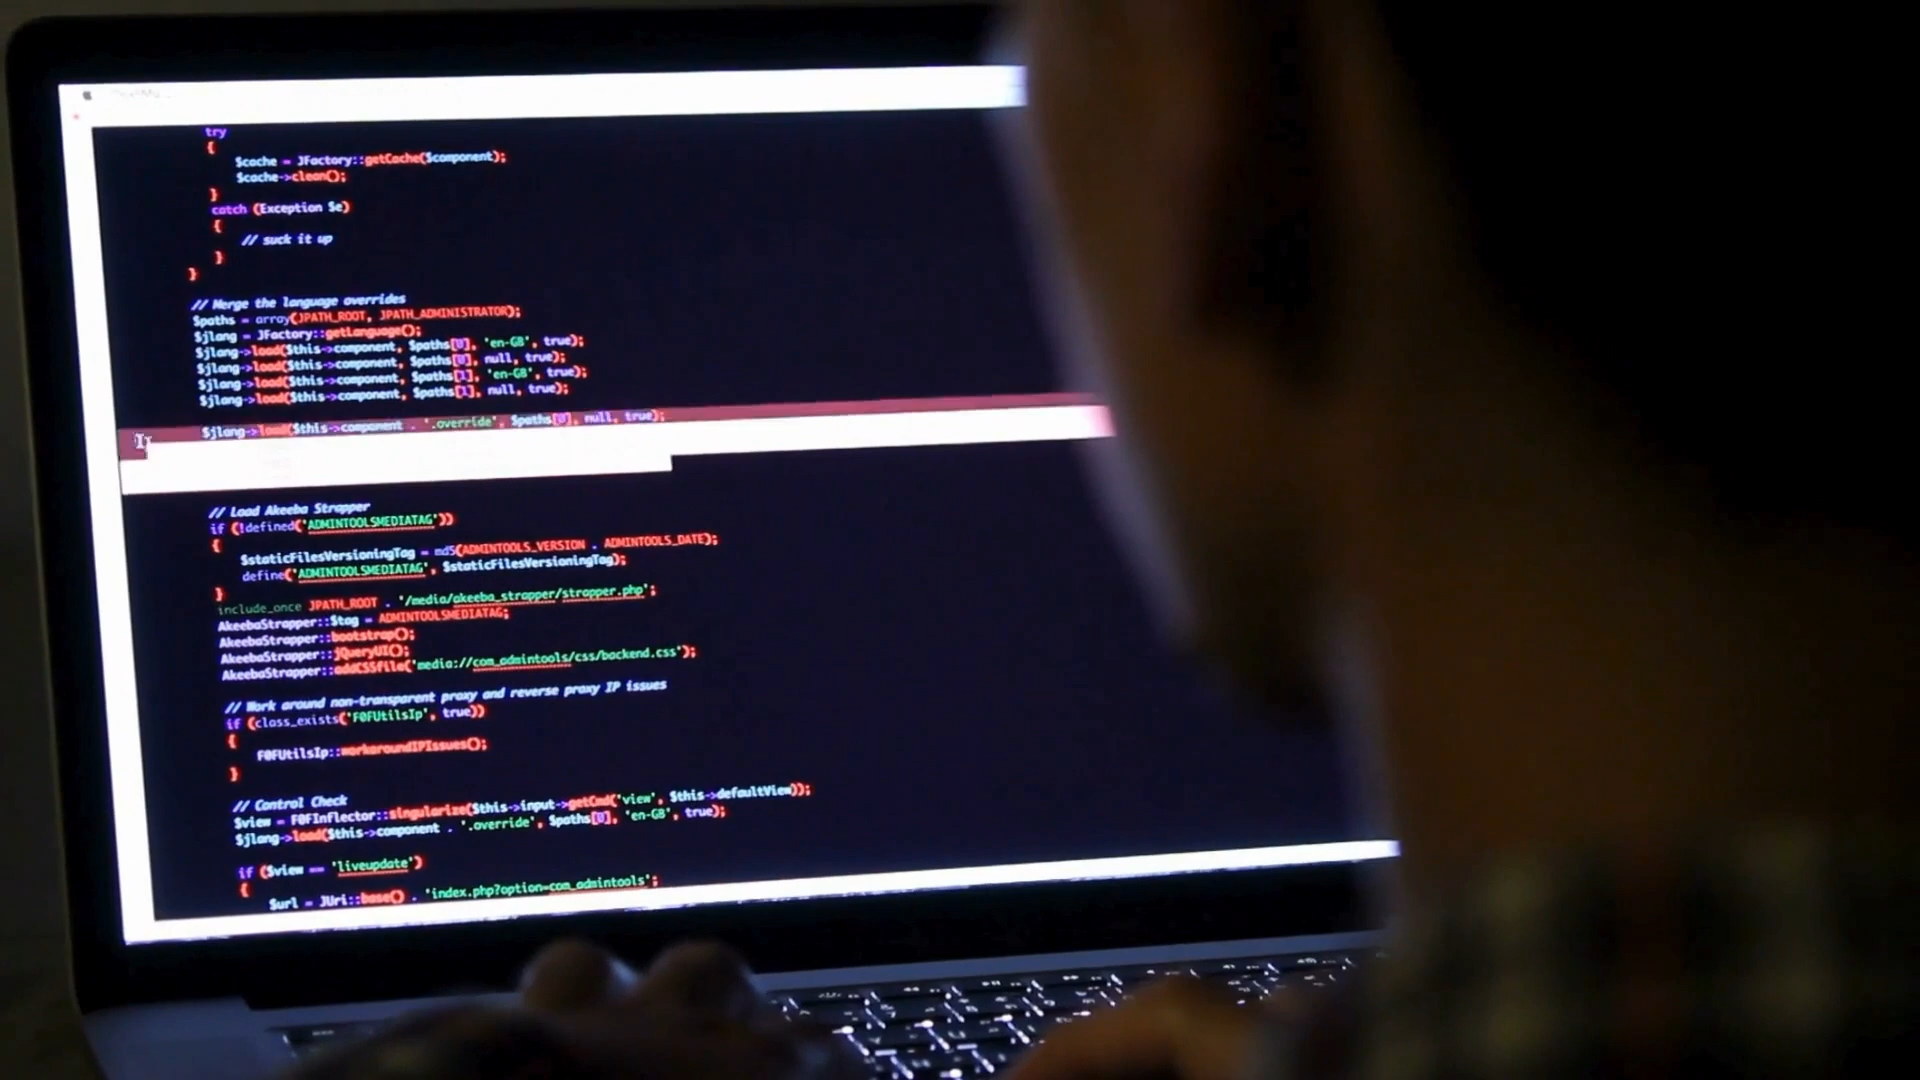 try
{
$cache = JFactory::getCache($component);
$cache->clean();
}
catch (Exception $e)
{
// suck it up
}
}
// Merge the language overrides
$paths = array(JPATH_ROOT, JPATH_ADMINISTRATOR);
$jlang = JFactory::getLanguage();
$jlang->load($this->component, $paths[0], 'en-GB', true);
$jlang->load($this->component, $paths[0], null, true);
$jlang->load($this->component, $paths[1], 'en-GB', true);
$jlang->load($this->component, $paths[1], null, true);
$jlang->load($this->component . '.override', $paths[0], null, true);
// Load Akeeba Strapper
if (!defined('ADMINTOOLSMEDIATAG'))
{
$staticFilesVersioningTag = md5(ADMINTOOLS_VERSION . ADMINTOOLS_DATE);
define('ADMINTOOLSMEDIATAG', $staticFilesVersioningTag);
}
include_once JPATH_ROOT . '/media/akeeba_strapper/strapper.php';
AkeebaStrapper::$tag = ADMINTOOLSMEDIATAG;
AkeebaStrapper::bootstrap();
AkeebaStrapper::jQueryUI();
AkeebaStrapper::addCSSfile('media://com_admintools/css/backend.css');
// Work around non-transparent proxy and reverse proxy IP issues
if (class_exists('F0FUtilsIp', true))
{
F0FUtilsIp::workaroundIPIssues();
}
// Control Check
$view = F0FInflector::singularize($this->input->getCmd('view', $this->defaultView));
$jlang->load($this->component . '.override', $paths[0], 'en-GB', true);
if ($view == 'liveupdate')
{
$url = JUri::base() . 'index.php?option=com_admintools';